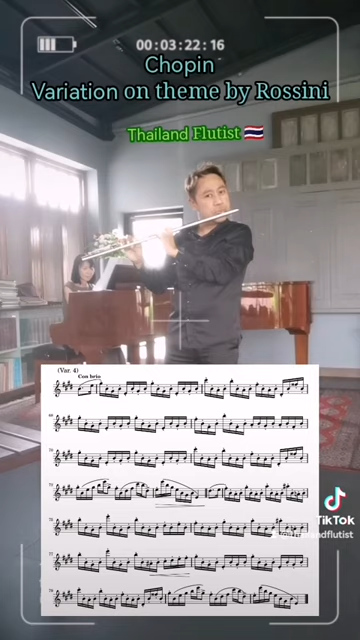 00:03:22:16
Chopin
Variation on theme by Rossini
Thailand Flutist 🇹🇭
(Var. 4)
Con brio
TikTok